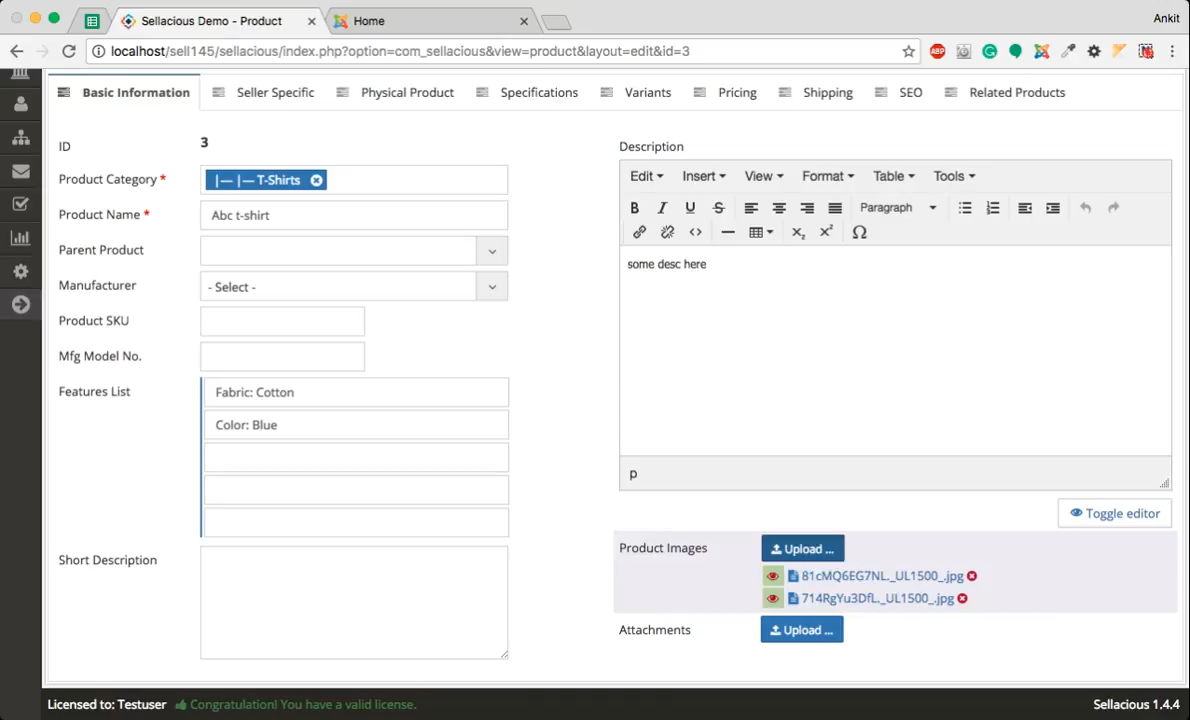 Sellacious Demo - Product
Home
Ankit
localhost/sell145/sellacious/index.php?option=com_sellacious&view=product&layout=edit&id=3
ABP
Basic Information
Seller Specific
Physical Product
Specifications
Variants
Pricing
Shipping
SEO
Related Products
ID
3
Product Category *
|— |— T-Shirts
Product Name *
Abc t-shirt
Parent Product
Manufacturer
- Select -
Product SKU
Mfg Model No.
Features List
Fabric: Cotton
Color: Blue
Short Description
Description
Edit
Insert
View
Format
Table
Tools
Paragraph
some desc here
p
Toggle editor
Product Images
Upload ...
81cMQ6EG7NL._UL1500_.jpg
714RgYu3DfL._UL1500_.jpg
Attachments
Upload ...
Licensed to: Testuser
Congratulation! You have a valid license.
Sellacious 1.4.4